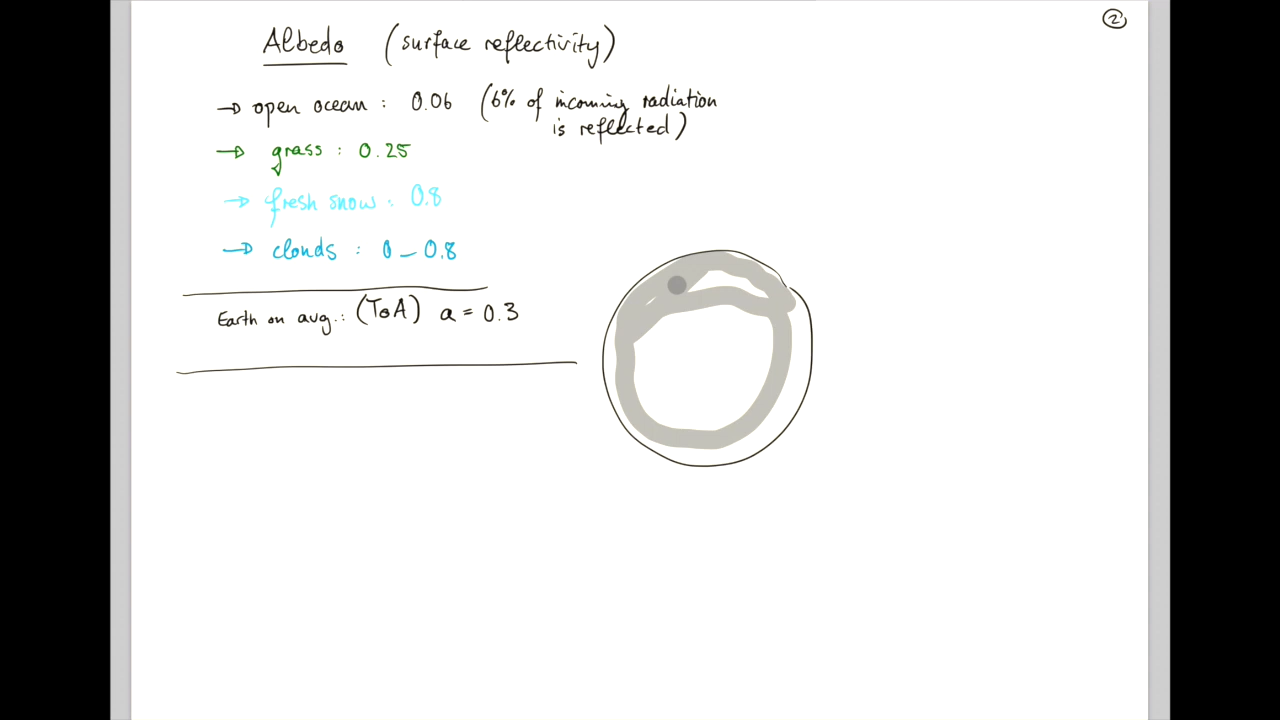 ②
Albedo (surface reflectivity)
→ open ocean : 0.06 (6% of incoming radiation
is reflected)
→ grass : 0.25
→ fresh snow : 0.8
→ clouds : 0 – 0.8
Earth on avg.: (ToA) a = 0.3